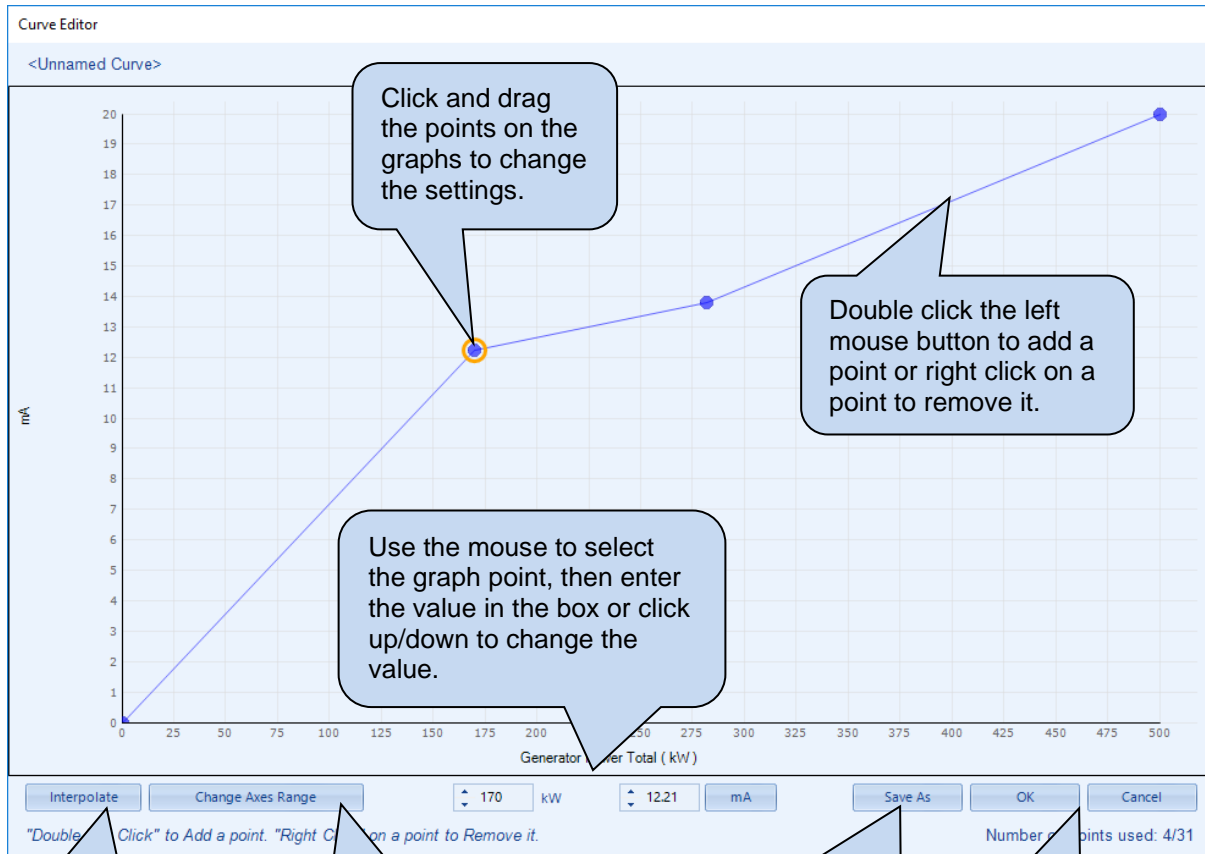 Curve Editor
<Unnamed Curve>
Click and drag
the points on the
graphs to change
the settings.
Double click the left
mouse button to add a
point or right click on a
point to remove it.
Use the mouse to select
the graph point, then enter
the value in the box or click
up/down to change the
value.
mA
20
19
18
17
16
15
14
13
12
11
10
9
8
7
6
5
4
3
2
1
0
0 25 50 75 100 125 150 175 200 250 275 300 325 350 375 400 425 450 475 500
Generator Total ( kW )
Interpolate Change Axes Range 170 kW 12.21 mA Save As OK Cancel
"Double Click" to Add a point. "Right on a point to Remove it. Number used: 4/31